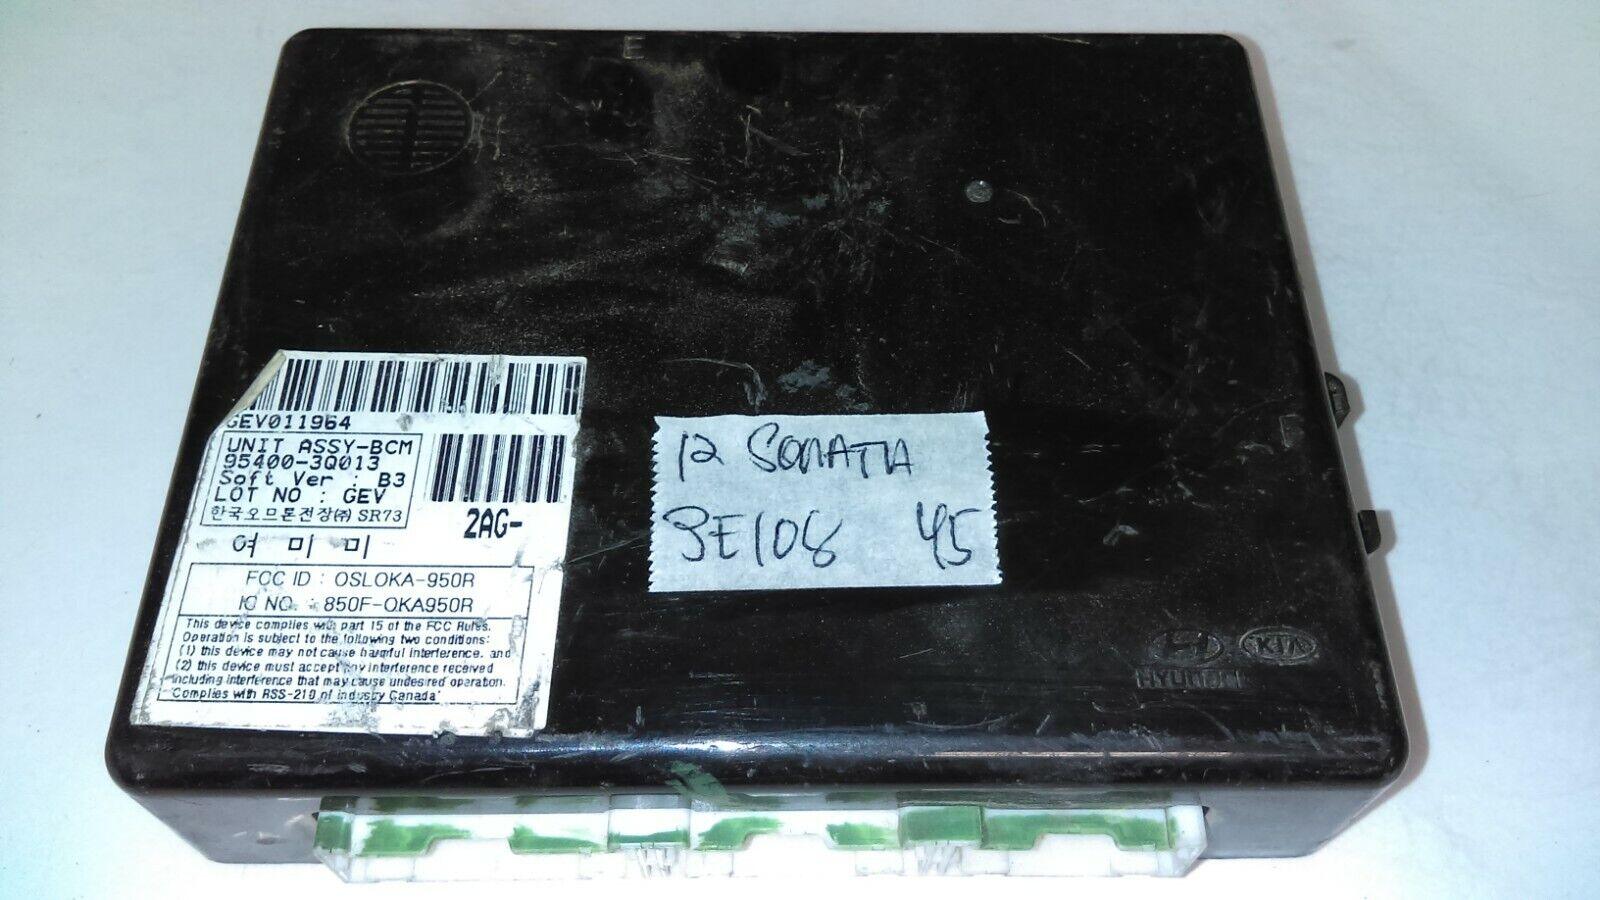 E
GEV011964
UNIT ASSY-BCM
95400-3Q013
Soft Ver : B3
LOT NO : GEV
한국오므론전장(주) SR73
2AG-
여 미 미
FCC ID : OSLOKA-950R
IC NO. : 850F-OKA950R
This device complies with part 15 of the FCC Rules.
Operation is subject to the following two conditions:
(1) this device may not cause harmful interference, and
(2) this device must accept any interference received
including interference that may cause undesired operation.
'Complies with RSS-210 of Industry Canada'
12 SONATA
3E108 45
F
KIA
HYUNDAI